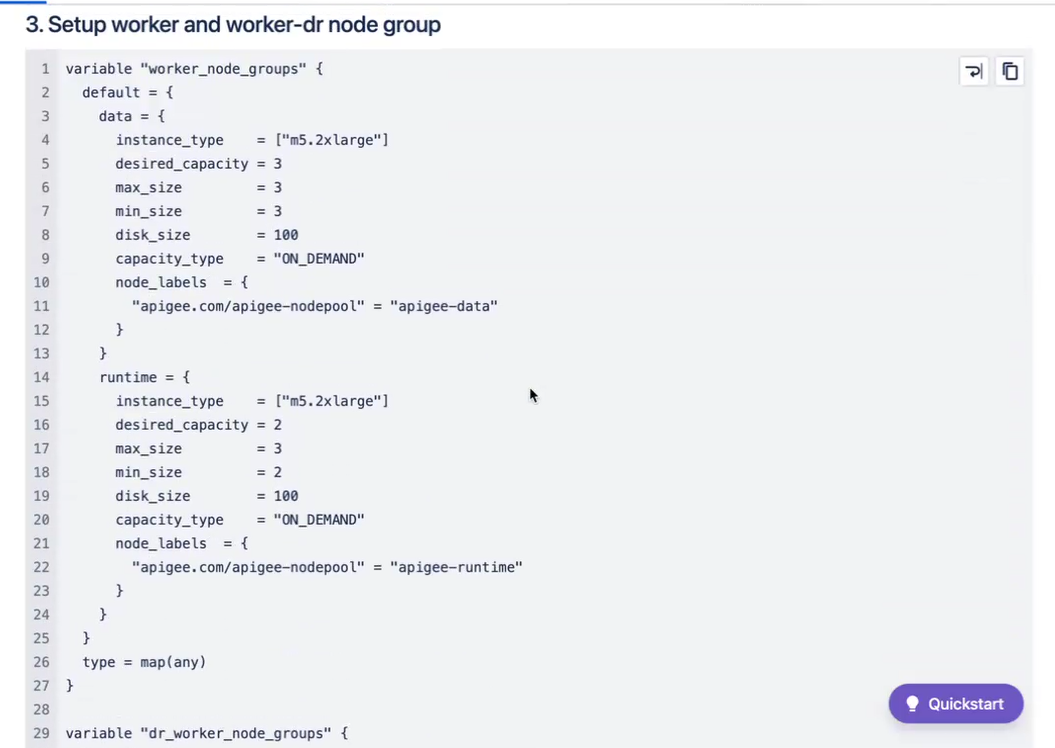 3. Setup worker and worker-dr node group
1 variable "worker_node_groups" {
2   default = {
3     data = {
4       instance_type    = ["m5.2xlarge"]
5       desired_capacity = 3
6       max_size         = 3
7       min_size         = 3
8       disk_size        = 100
9       capacity_type    = "ON_DEMAND"
10       node_labels  = {
11         "apigee.com/apigee-nodepool" = "apigee-data"
12       }
13     }
14     runtime = {
15       instance_type    = ["m5.2xlarge"]
16       desired_capacity = 2
17       max_size         = 3
18       min_size         = 2
19       disk_size        = 100
20       capacity_type    = "ON_DEMAND"
21       node_labels  = {
22         "apigee.com/apigee-nodepool" = "apigee-runtime"
23       }
24     }
25   }
26   type = map(any)
27 }
28
29 variable "dr_worker_node_groups" {
Quickstart